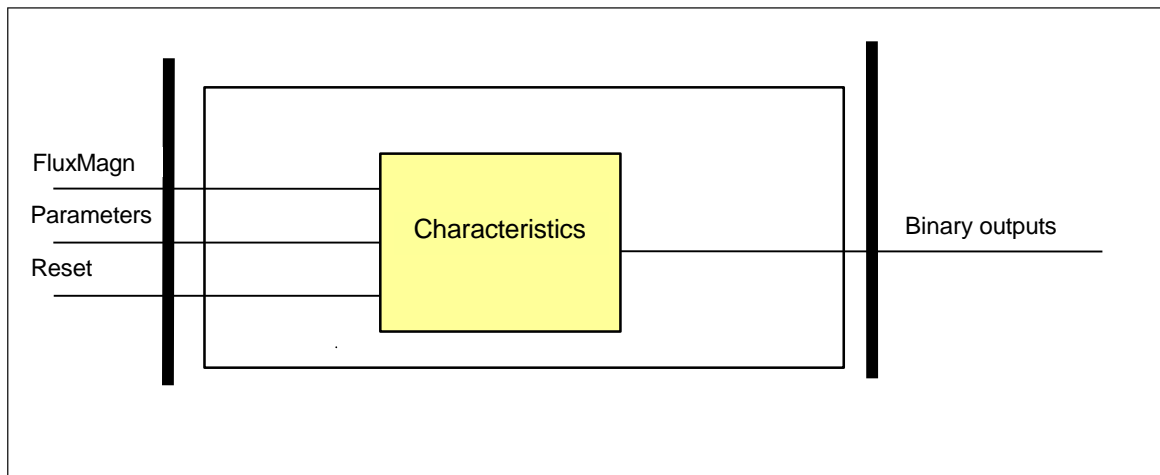 FluxMagn
Parameters
Reset
Characteristics
Binary outputs